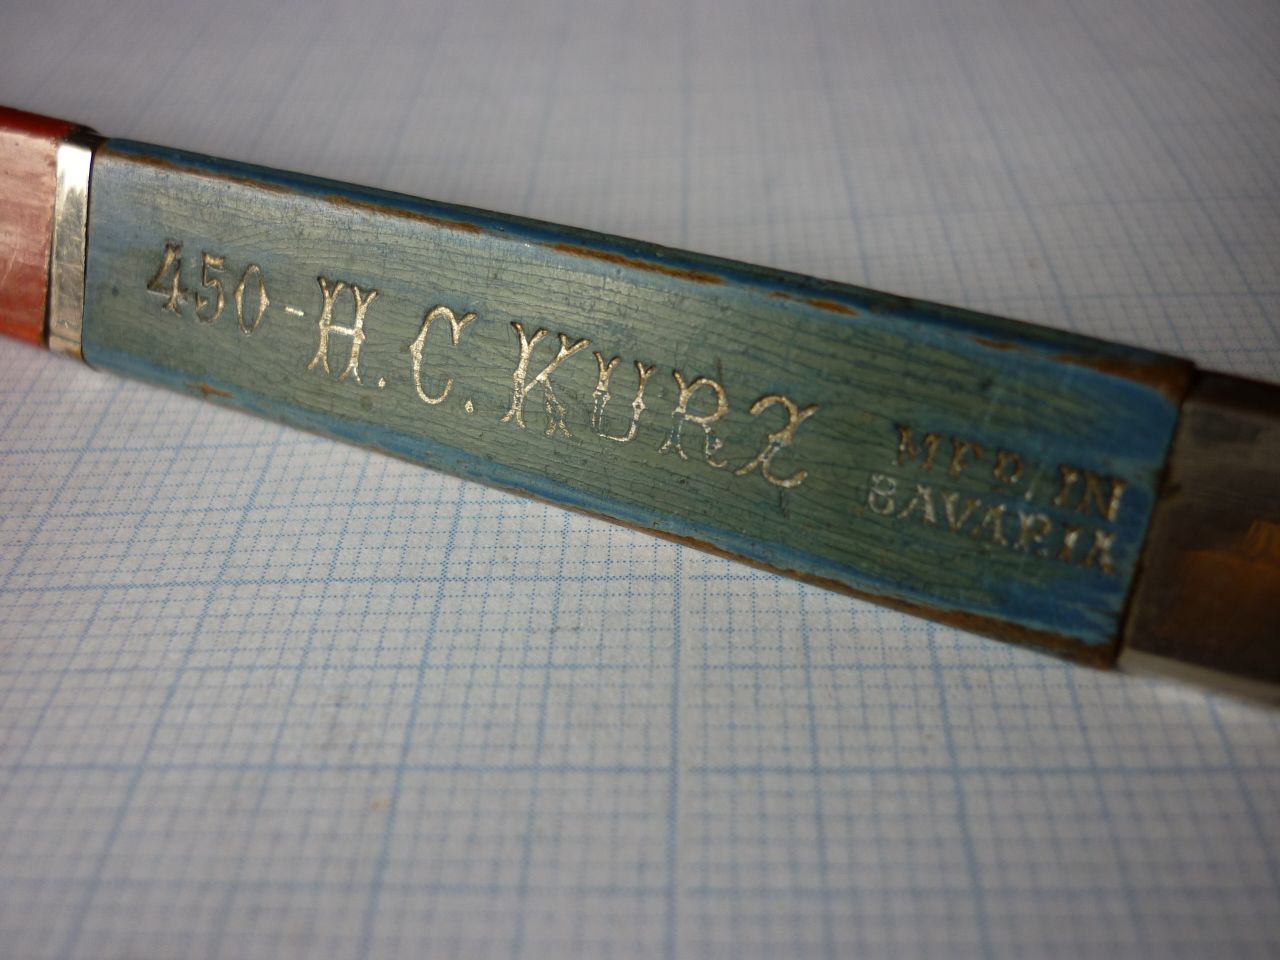 450-H.C.KURZ
MFD IN
BAVARIA